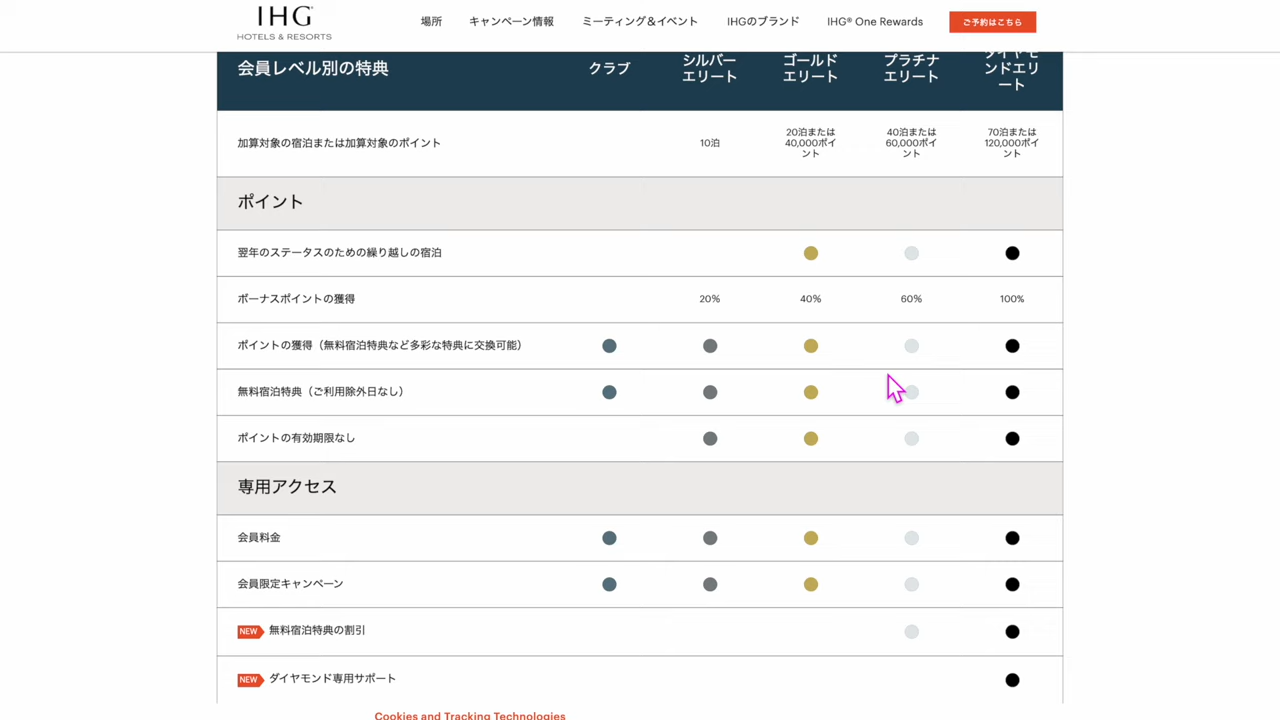 IHG
HOTELS & RESORTS
場所
キャンペーン情報
ミーティング＆イベント
IHGのブランド
IHG® One Rewards
ご予約はこちら
会員レベル別の特典
クラブ
シルバー
エリート
ゴールド
エリート
プラチナ
エリート
ダイヤモ
ンドエリ
ート
加算対象の宿泊または加算対象のポイント
10泊
20泊または
40,000ポイ
ント
40泊または
60,000ポイ
ント
70泊または
120,000ポイ
ント
ポイント
翌年のステータスのための繰り越しの宿泊
ボーナスポイントの獲得
20%
40%
60%
100%
ポイントの獲得（無料宿泊特典など多彩な特典に交換可能）
無料宿泊特典（ご利用除外日なし）
ポイントの有効期限なし
専用アクセス
会員料金
会員限定キャンペーン
NEW 無料宿泊特典の割引
NEW ダイヤモンド専用サポート
Cookies and Tracking Technologies